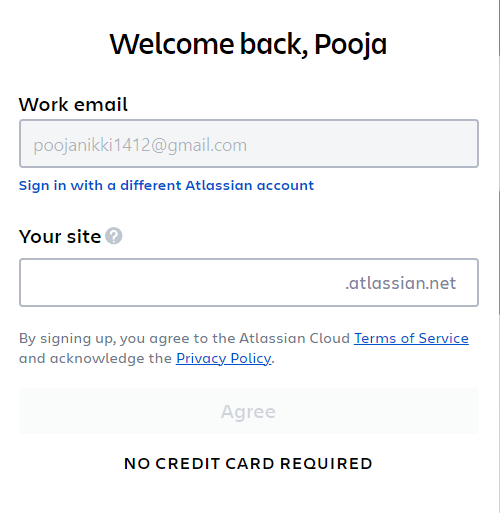 Welcome back, Pooja
Work email
poojanikki1412@gmail.com
Sign in with a different Atlassian account
Your site ?
.atlassian.net
By signing up, you agree to the Atlassian Cloud Terms of Service
and acknowledge the Privacy Policy.
Agree
NO CREDIT CARD REQUIRED